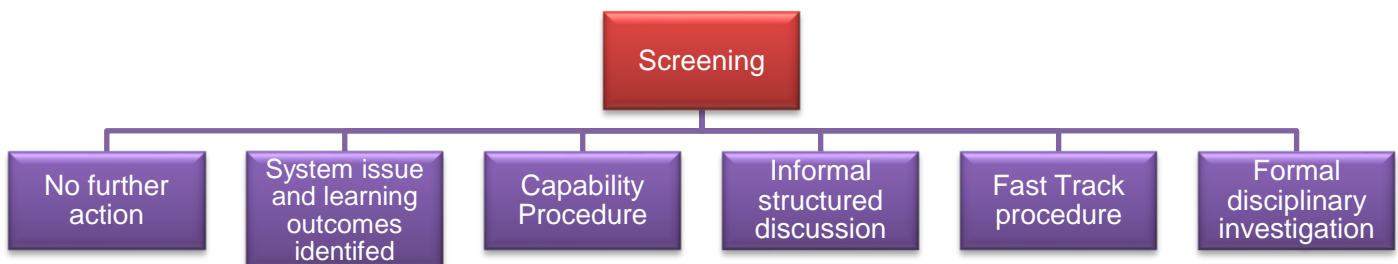 Screening
No further
action
System issue
and learning
outcomes
identifed
Capability
Procedure
Informal
structured
discussion
Fast Track
procedure
Formal
disciplinary
investigation